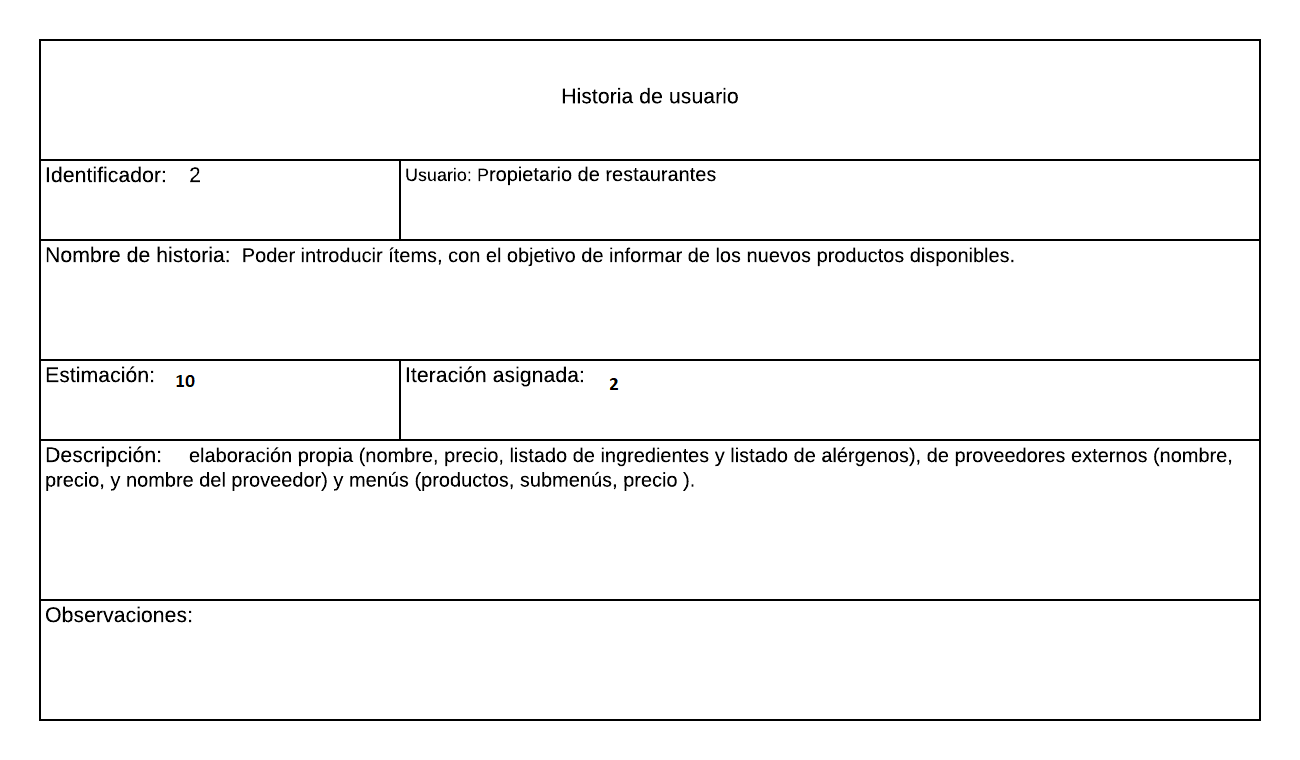 Historia de usuario
Identificador: 2
Usuario: Propietario de restaurantes
Nombre de historia: Poder introducir ítems, con el objetivo de informar de los nuevos productos disponibles.
Estimación: 10
Iteración asignada: 2
Descripción: elaboración propia (nombre, precio, listado de ingredientes y listado de alérgenos), de proveedores externos (nombre,
precio, y nombre del proveedor) y menús (productos, submenús, precio ).
Observaciones: